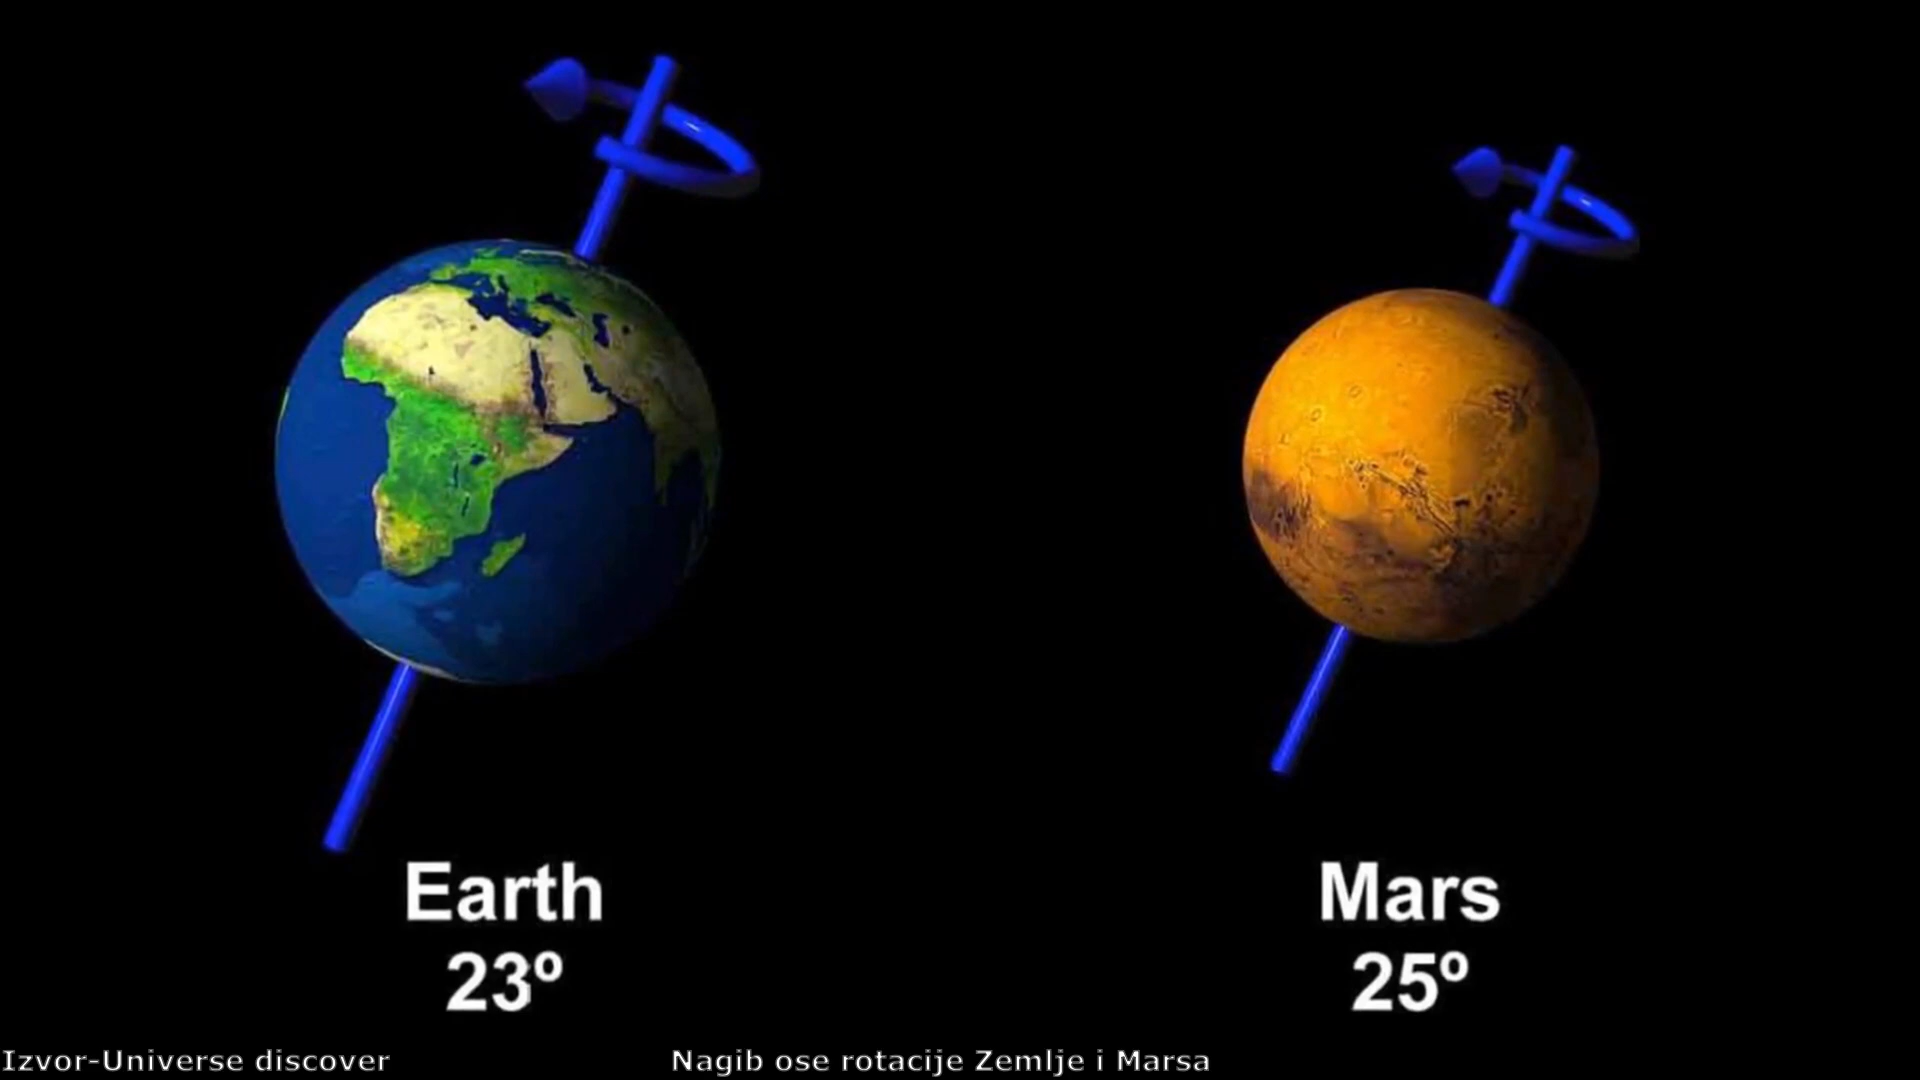 Earth
23º
Mars
25º
Izvor-Universe discover
Nagib ose rotacije Zemlje i Marsa